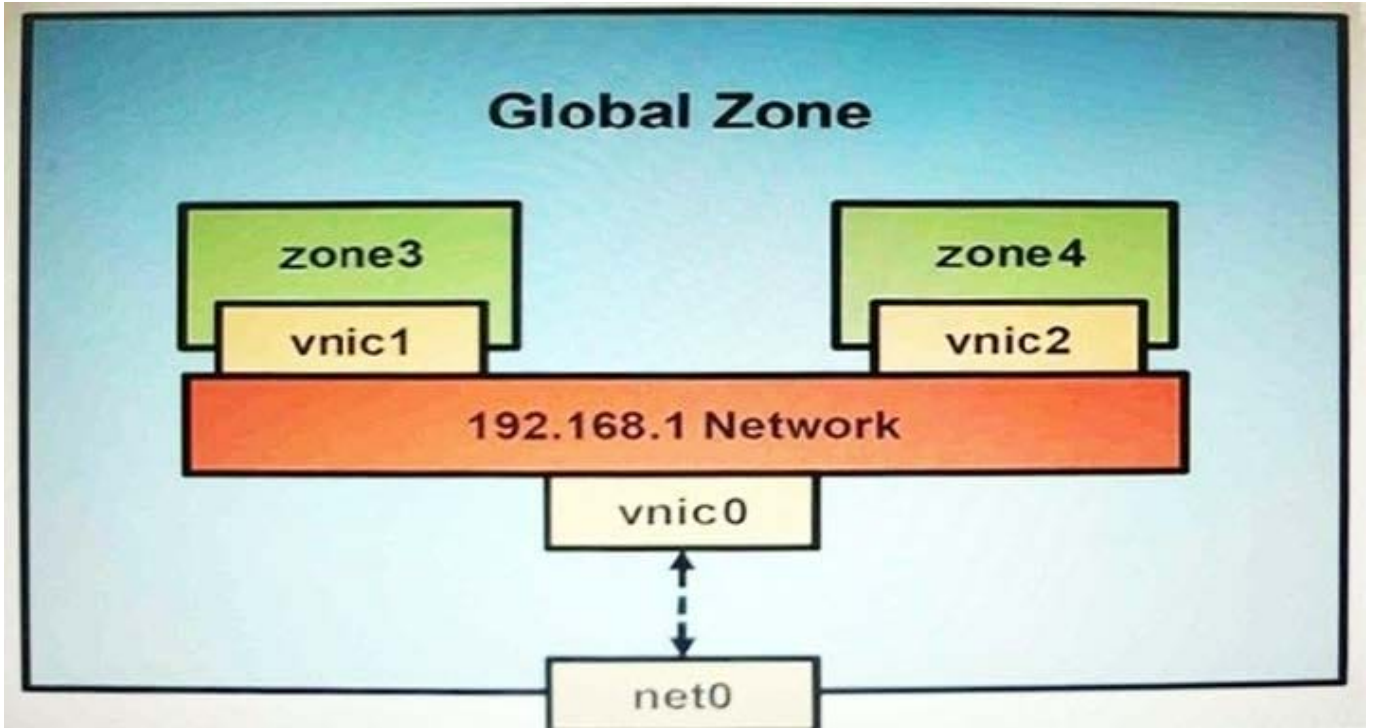 Global Zone
zone3
zone4
vnic1
vnic2
192.168.1 Network
vnic0
net0